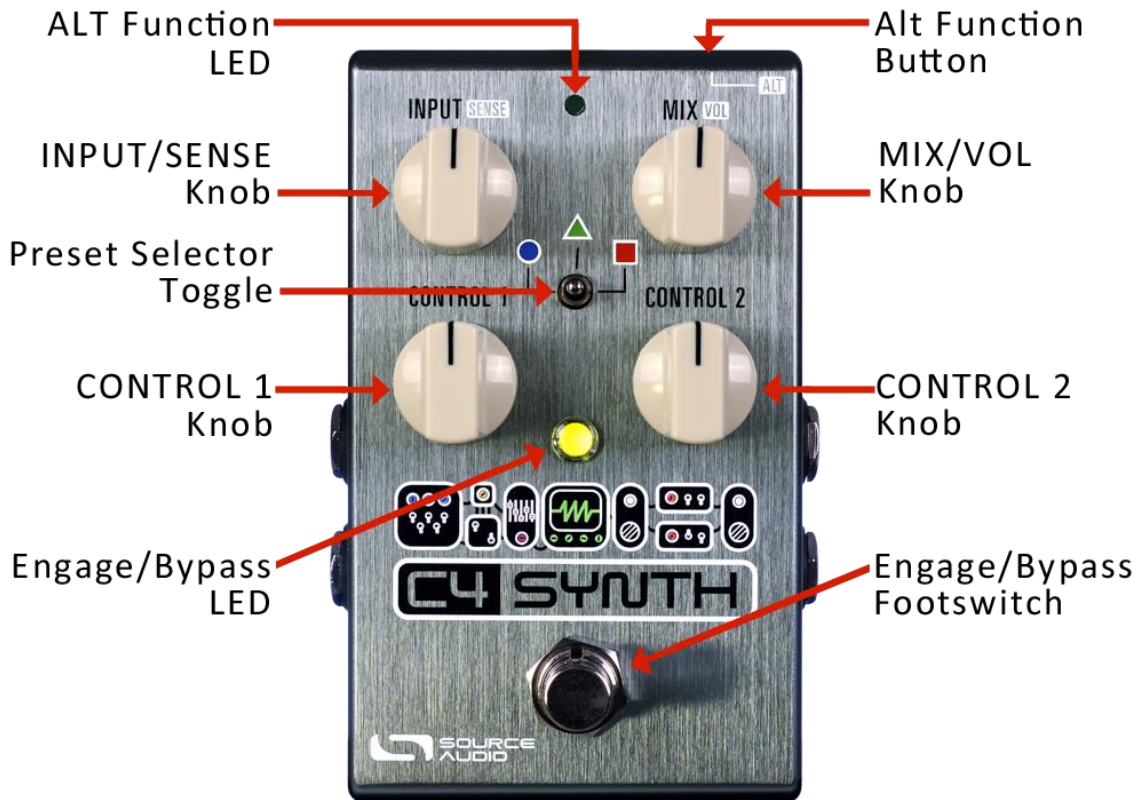 ALT Function
LED
Alt Function
Button
ALT
INPUT SENSE
MIX VOL
INPUT/SENSE
Knob
MIX/VOL
Knob
Preset Selector
Toggle
CONTROL 1
CONTROL 2
CONTROL 1
Knob
CONTROL 2
Knob
Engage/Bypass
LED
Engage/Bypass
Footswitch
C4 SYNTH
SOURCE
AUDIO